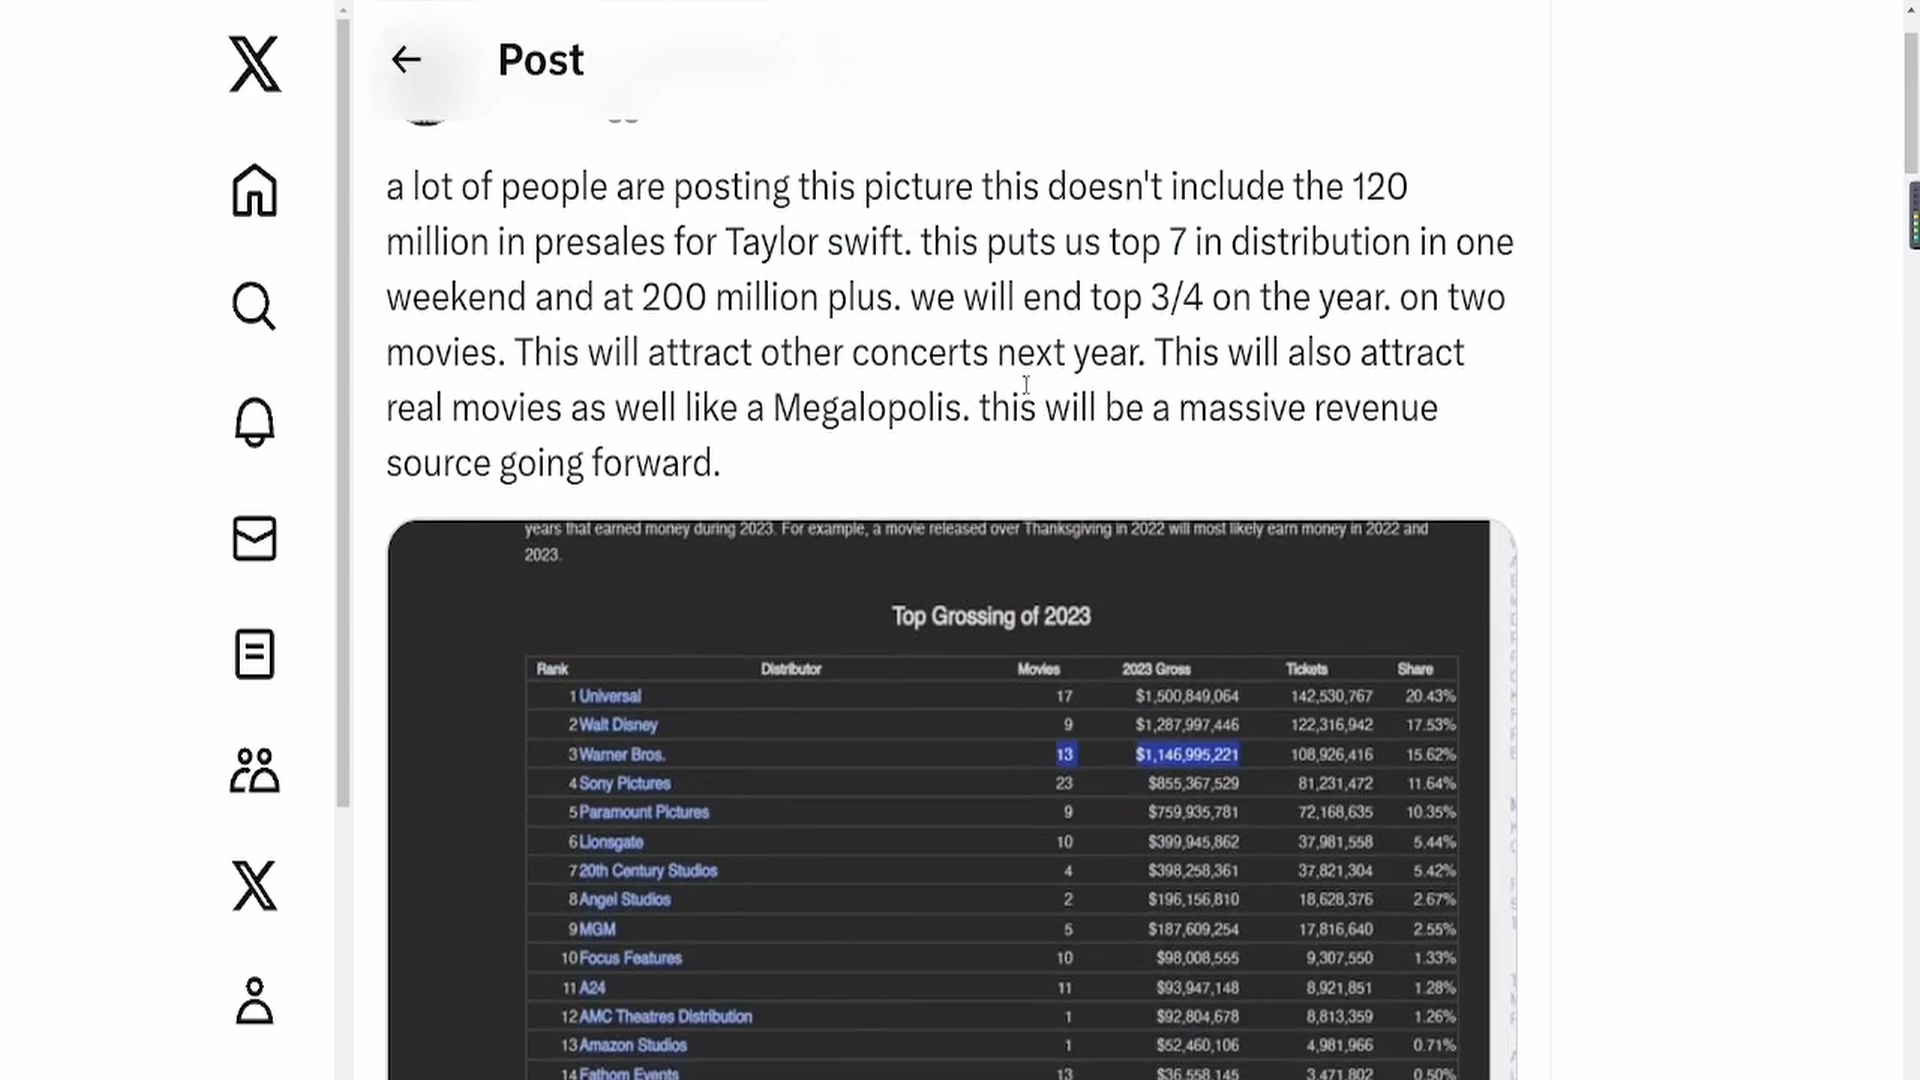 Post
a lot of people are posting this picture this doesn't include the 120
million in presales for Taylor swift. this puts us top 7 in distribution in one
weekend and at 200 million plus. we will end top 3/4 on the year. on two
movies. This will attract other concerts next year. This will also attract
real movies as well like a Megalopolis. this will be a massive revenue
source going forward.
years that earned money during 2023. For example, a movie released over Thanksgiving in 2022 will most likely earn money in 2022 and
2023.
Top Grossing of 2023
Rank Distributor Movies 2023 Gross Tickets Share
1 Universal 17 $1,500,849,064 142,530,767 20.43%
2 Walt Disney 9 $1,287,997,446 122,316,942 17.53%
3 Warner Bros. 13 $1,146,995,221 108,926,416 15.62%
4 Sony Pictures 23 $855,367,529 81,231,472 11.64%
5 Paramount Pictures 9 $759,935,781 72,168,635 10.35%
6 Lionsgate 10 $399,945,862 37,981,558 5.44%
7 20th Century Studios 4 $398,258,361 37,821,304 5.42%
8 Angel Studios 2 $196,156,810 18,628,376 2.67%
9 MGM 5 $187,609,254 17,816,640 2.55%
10 Focus Features 10 $98,008,555 9,307,550 1.33%
11 A24 11 $93,947,148 8,921,851 1.28%
12 AMC Theatres Distribution 1 $92,804,678 8,813,359 1.26%
13 Amazon Studios 1 $52,460,106 4,981,966 0.71%
14 Fathom Events 13 $36,558,145 3,471,802 0.50%